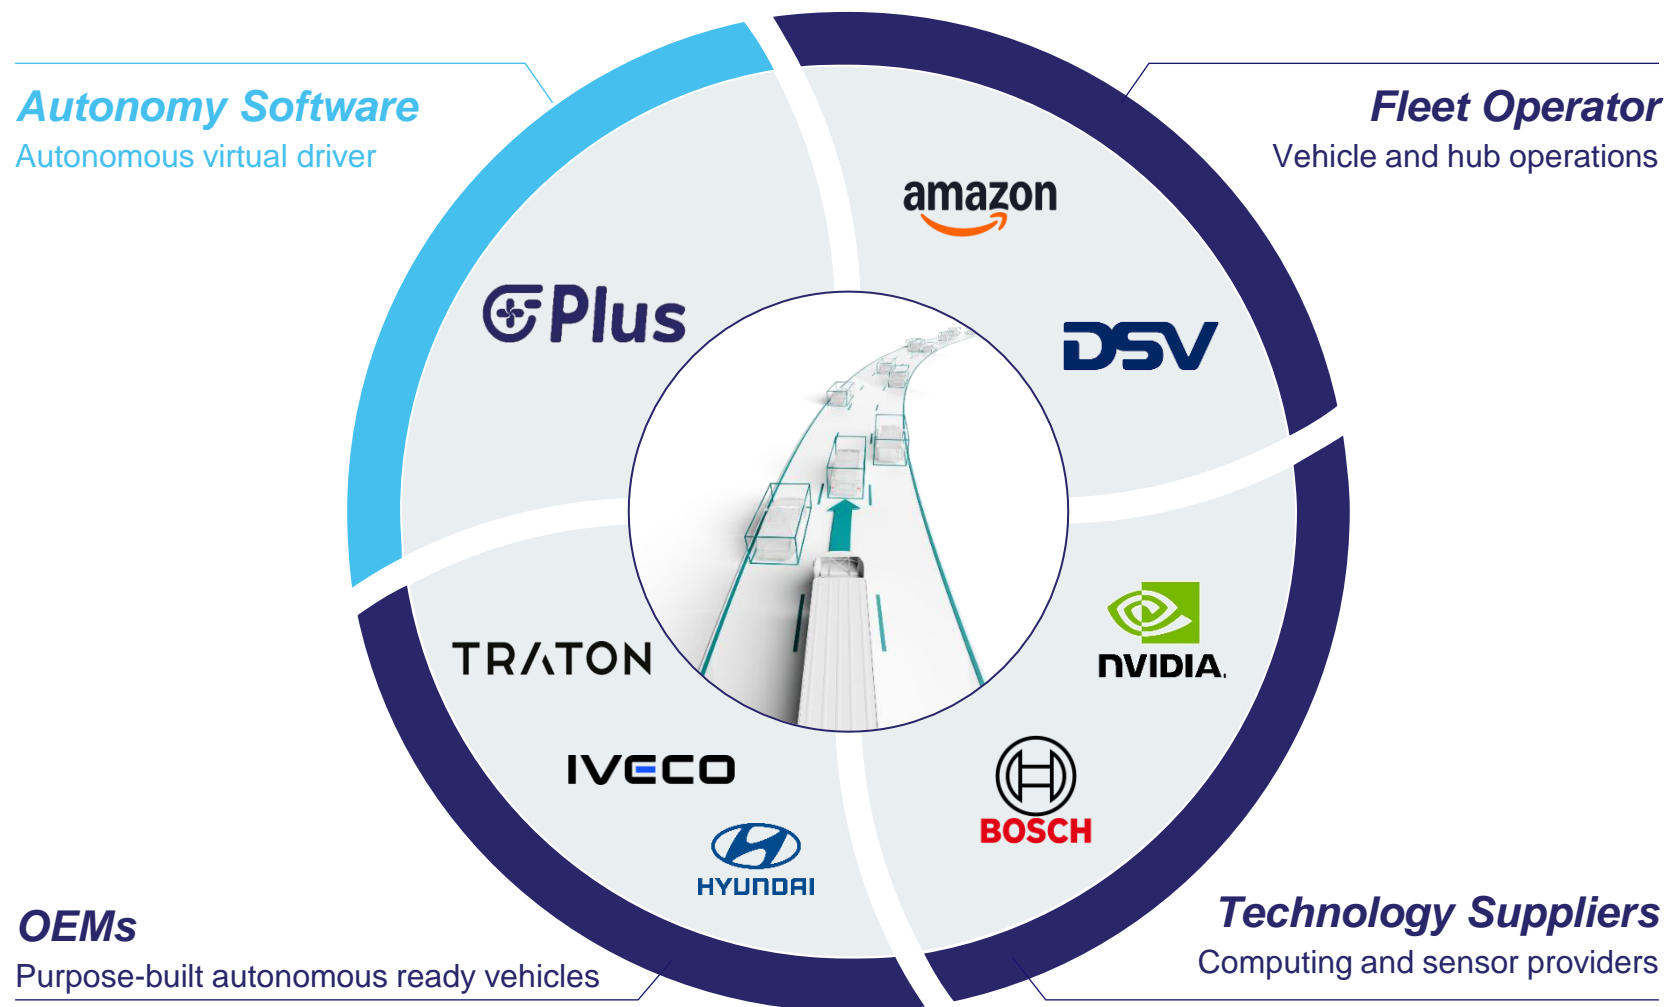 Autonomy Software
Autonomous virtual driver
Fleet Operator
Vehicle and hub operations
amazon
Plus
DSV
TRATON
NVIDIA.
IVECO
BOSCH
HYUNDAI
OEMs
Purpose-built autonomous ready vehicles
Technology Suppliers
Computing and sensor providers